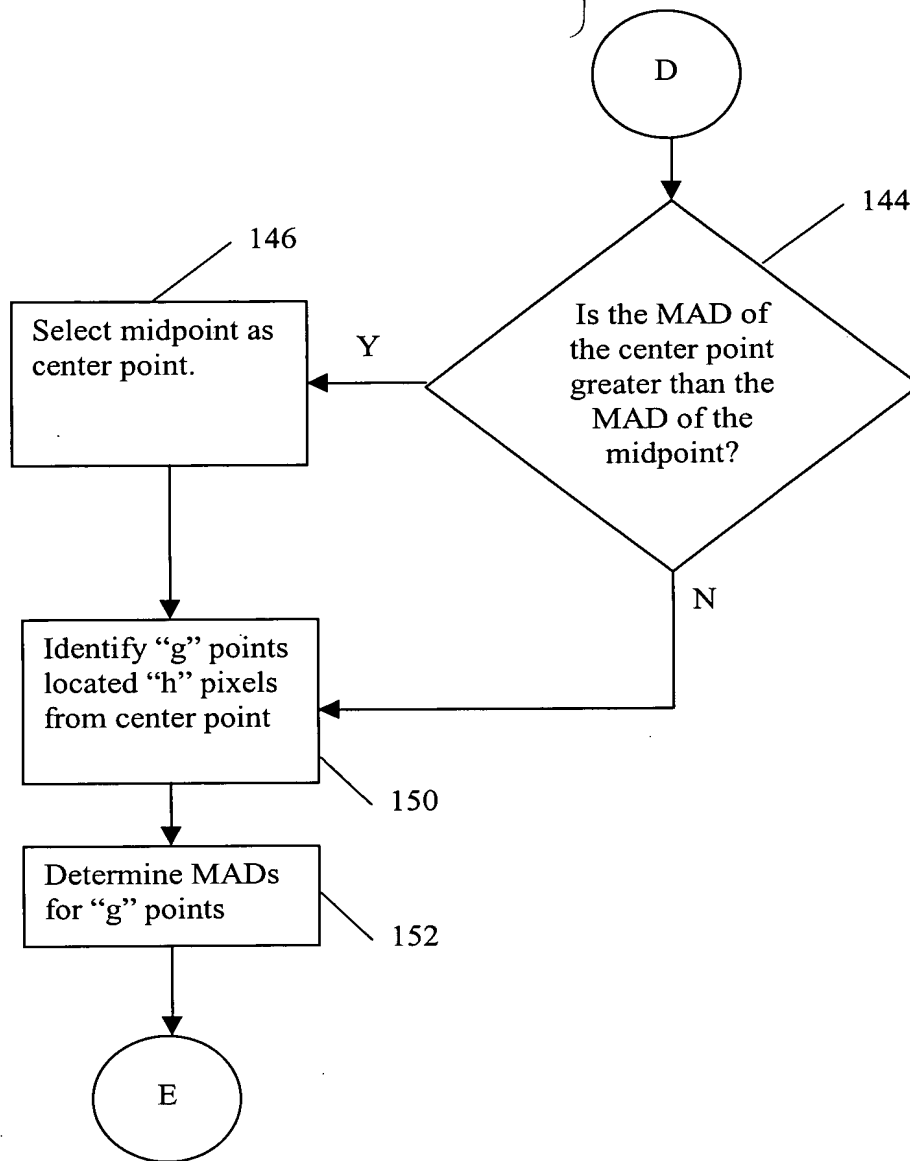 D
144
146
Is the MAD of
the center point
greater than the
MAD of the
midpoint?
Select midpoint as
center point.
Y
N
Identify “g” points
located “h” pixels
from center point
150
Determine MADs
for “g” points
152
E